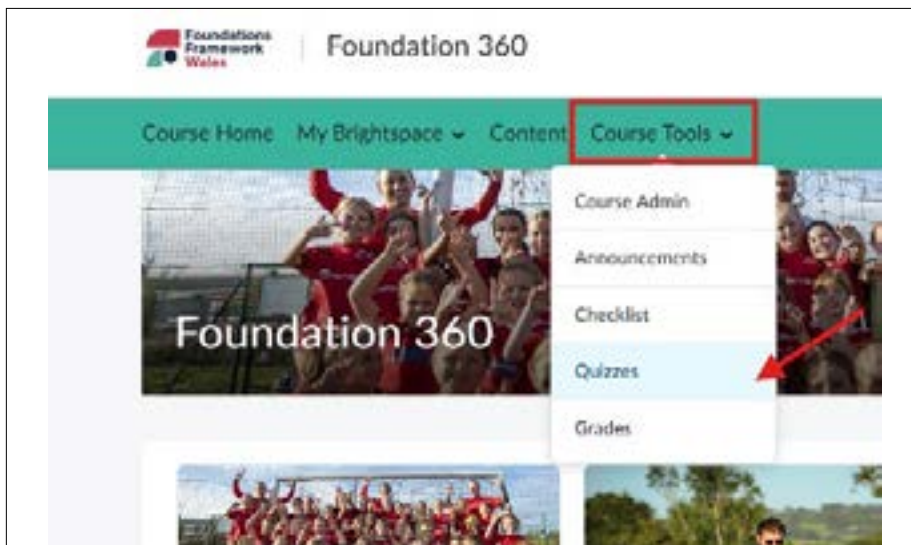 Foundations
Framework
Wales
Foundation 360
Course Home My Brightspace Content Course Tools
Course Admin
Announcements
Foundation 360
Checklist
Quizzes
Grades